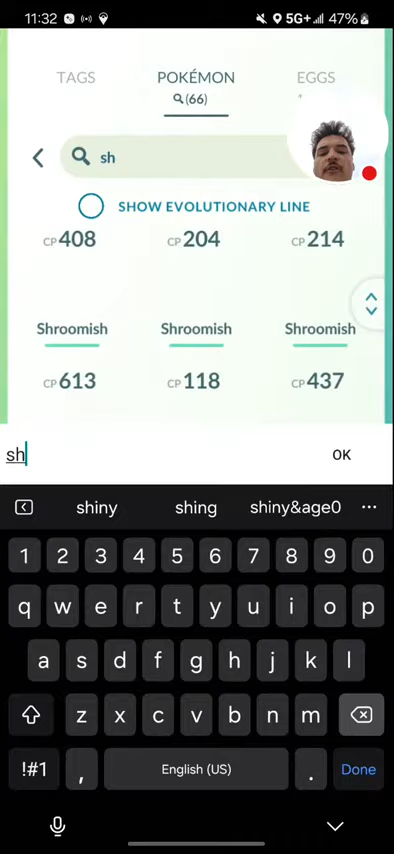 11:32 5G+ 47%
TAGS POKÉMON EGGS
(66)
sh
SHOW EVOLUTIONARY LINE
CP408 CP204 CP214
Shroomish Shroomish Shroomish
CP613 CP118 CP437
sh OK
shiny shing shiny&age0 ...
1 2 3 4 5 6 7 8 9 0
q w e r t y u i o p
a s d f g h j k l
z x c v b n m
!#1 , English (US) . Done